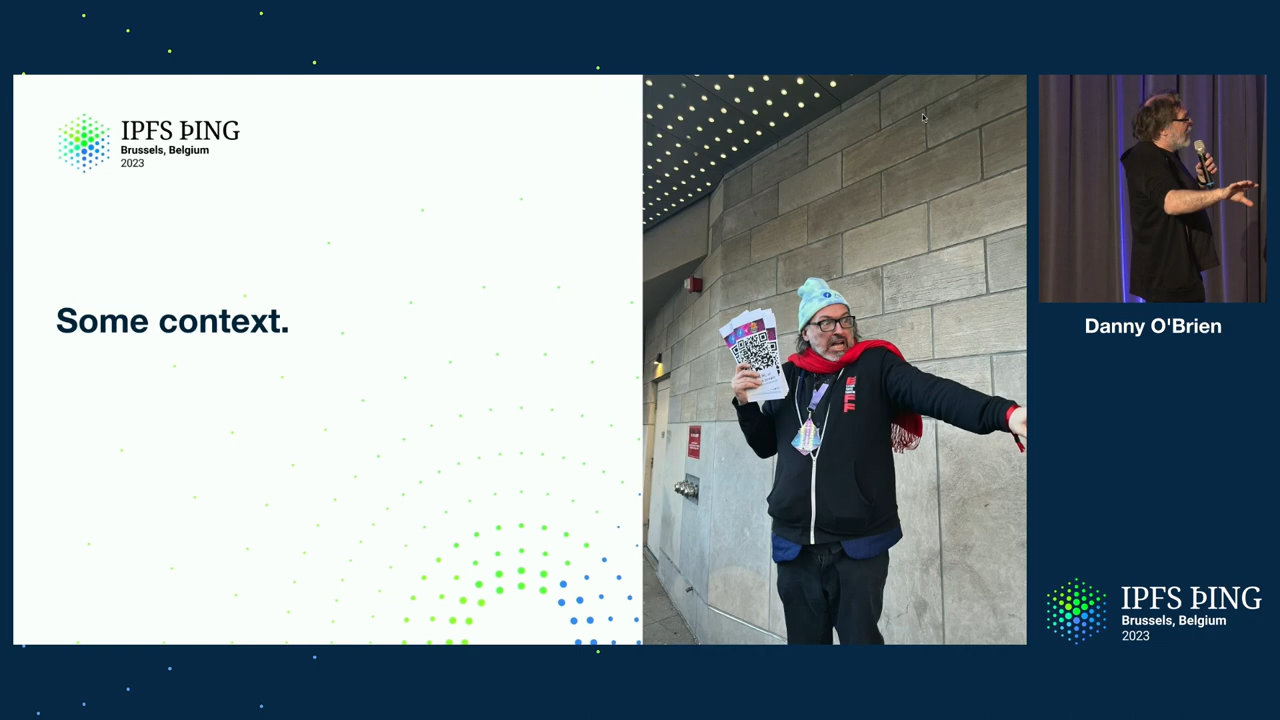 IPFS ÞING
Brussels, Belgium
2023
Some context.
Danny O'Brien
IPFS ÞING
Brussels, Belgium
2023